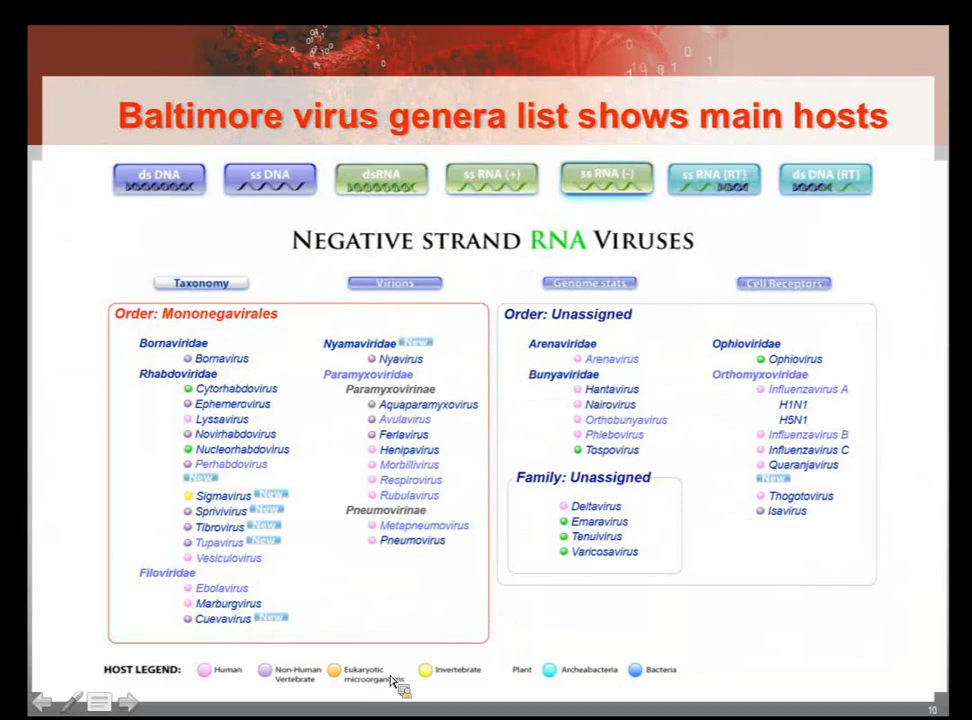 Baltimore virus genera list shows main hosts
ds DNA
ss DNA
dsRNA
ss RNA (+)
ss RNA (-)
ss RNA (RT)
ds DNA (RT)
NEGATIVE STRAND RNA VIRUSES
Taxonomy
Virions
Genome stats
Cell Receptors
Order: Mononegavirales
Bornaviridae
Bornavirus
Rhabdoviridae
Cytorhabdovirus
Ephemerovirus
Lyssavirus
Novirhabdovirus
Nucleorhabdovirus
Perhabdovirus
New
Sigmavirus New
Sprivivirus New
Tibrovirus New
Tupavirus New
Vesiculovirus
Filoviridae
Ebolavirus
Marburgvirus
Cuevavirus New
Nyamaviridae New
Nyavirus
Paramyxoviridae
Paramyxovirinae
Aquaparamyxovirus
Avulavirus
Ferlavirus
Henipavirus
Morbillivirus
Respirovirus
Rubulavirus
Pneumovirinae
Metapneumovirus
Pneumovirus
Order: Unassigned
Arenaviridae
Arenavirus
Bunyaviridae
Hantavirus
Nairovirus
Orthobunyavirus
Phlebovirus
Tospovirus
Family: Unassigned
Deltavirus
Emaravirus
Tenuivirus
Varicosavirus
Ophioviridae
Ophiovirus
Orthomyxoviridae
Influenzavirus A
H1N1
H5N1
Influenzavirus B
Influenzavirus C
Quaranjavirus
New
Thogotovirus
Isavirus
HOST LEGEND:
Human
Non-Human
Vertebrate
Eukaryotic
microorganisms
Invertebrate
Plant
Archeabacteria
Bacteria
10